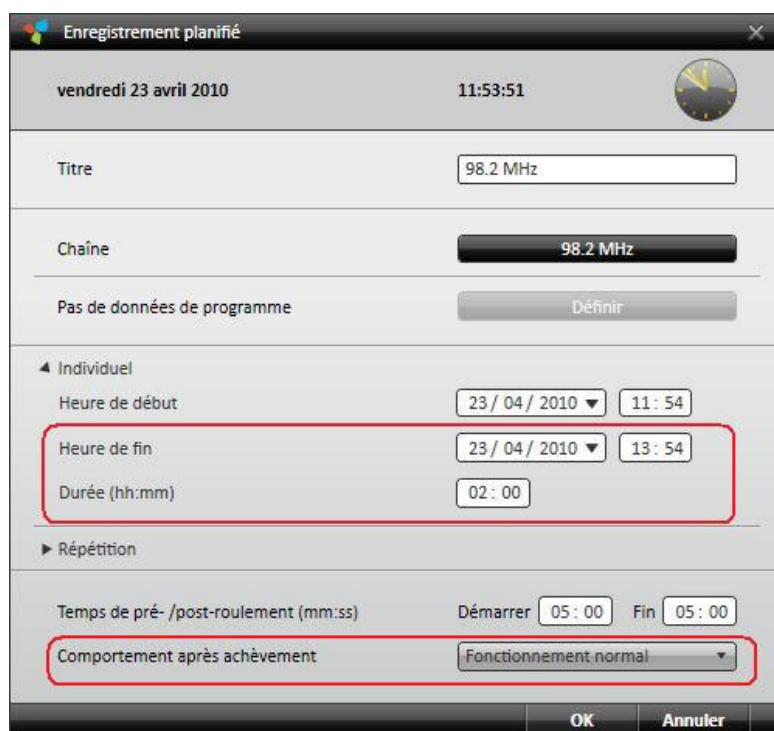 Enregistrement planifié
vendredi 23 avril 2010 11:53:51
Titre 98.2 MHz
Chaîne 98.2 MHz
Pas de données de programme Définir
Individuel
Heure de début 23 / 04 / 2010 11 : 54
Heure de fin 23 / 04 / 2010 13 : 54
Durée (hh:mm) 02 : 00
Répétition
Temps de pré- /post-roulement (mm:ss) Démarrer 05 : 00 Fin 05 : 00
Comportement après achèvement Fonctionnement normal
OK Annuler